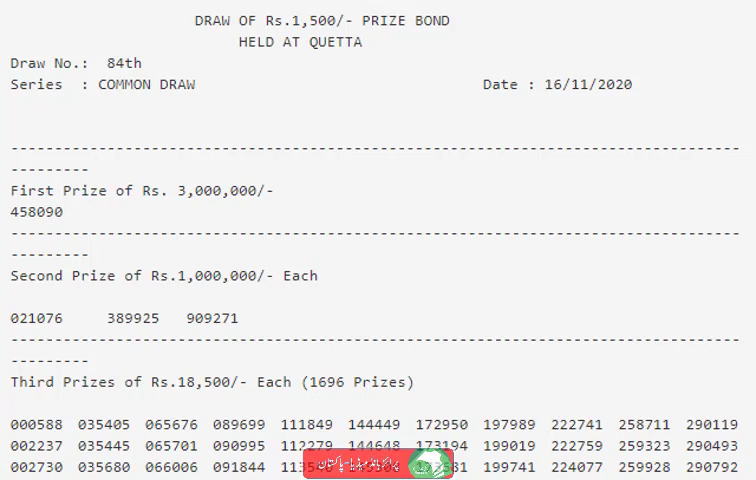 DRAW OF Rs.1,500/- PRIZE BOND
HELD AT QUETTA
Draw No.: 84th
Series : COMMON DRAW Date : 16/11/2020
--------------------------------------------------------------------------------
---------
First Prize of Rs. 3,000,000/-
458090
--------------------------------------------------------------------------------
---------
Second Prize of Rs.1,000,000/- Each
021076 389925 909271
--------------------------------------------------------------------------------
---------
Third Prizes of Rs.18,500/- Each (1696 Prizes)
000588 035405 065676 089699 111849 144449 172950 197989 222741 258711 290119
002237 035445 065701 090995 112279 144648 173194 199019 222759 259323 290493
002730 035680 066006 091844 199741 224077 259928 290792